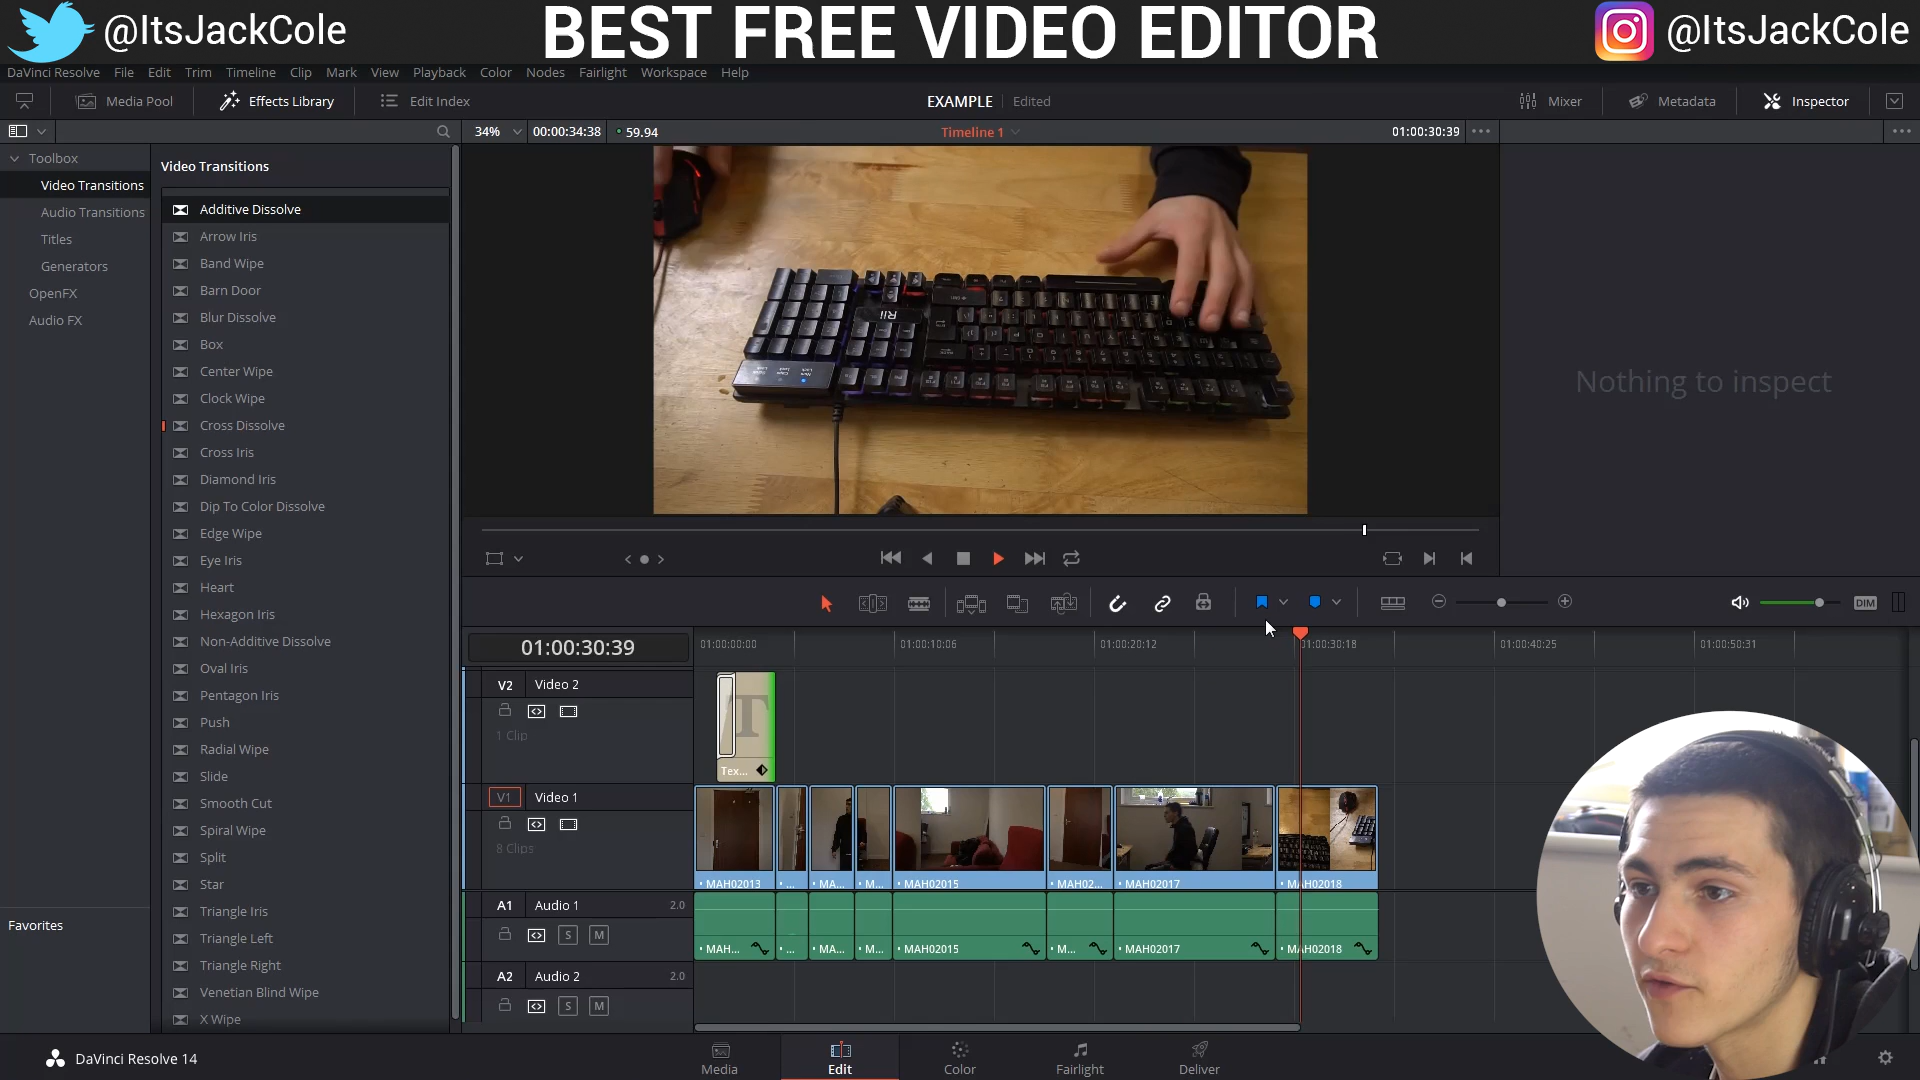 @ItsJackCole
BEST FREE VIDEO EDITOR
@ItsJackCole
DaVinci Resolve File Edit Trim Timeline Clip Mark View Playback Color Nodes Fairlight Workspace Help
Media Pool
Effects Library
Edit Index
EXAMPLE
Edited
Mixer
Metadata
Inspector
34%
00:00:34:38
59.94
Timeline 1
01:00:30:39
Toolbox
Video Transitions
Audio Transitions
Titles
Generators
OpenFX
Audio FX
Favorites
Video Transitions
Additive Dissolve
Arrow Iris
Band Wipe
Barn Door
Blur Dissolve
Box
Center Wipe
Clock Wipe
Cross Dissolve
Cross Iris
Diamond Iris
Dip To Color Dissolve
Edge Wipe
Eye Iris
Heart
Hexagon Iris
Non-Additive Dissolve
Oval Iris
Pentagon Iris
Push
Radial Wipe
Slide
Smooth Cut
Spiral Wipe
Split
Star
Triangle Iris
Triangle Left
Triangle Right
Venetian Blind Wipe
X Wipe
Rii
Nothing to inspect
DIM
01:00:30:39
01:00:00:00
01:00:10:06
01:00:20:12
01:00:30:18
01:00:40:25
01:00:50:31
V2 Video 2
1 Clip
T
Tex...
V1 Video 1
8 Clips
MAH02013
...
MA...
M...
MAH02015
MAH02...
MAH02017
MAH02018
A1 Audio 1 2.0
S M
MAH...
...
MA...
M...
MAH02015
M...
MAH02017
MAH02018
A2 Audio 2 2.0
S M
DaVinci Resolve 14
Media
Edit
Color
Fairlight
Deliver